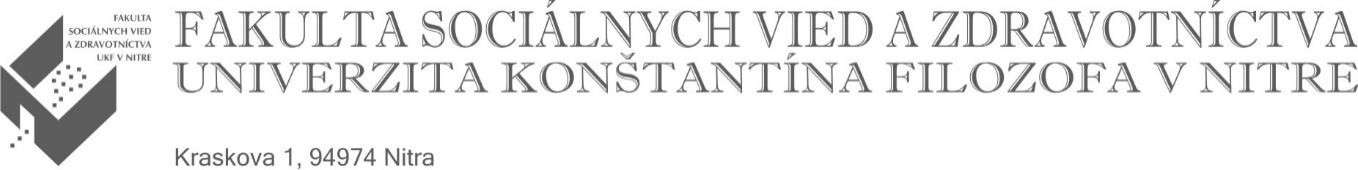 FAKULTA
SOCIÁLNYCH VIED
A ZDRAVOTNÍCTVA
UKF V NITRE
FAKULTA SOCIÁLNYCH VIED A ZDRAVOTNÍCTVA
UNIVERZITA KONŠTANTÍNA FILOZOFA V NITRE
Kraskova 1, 94974 Nitra